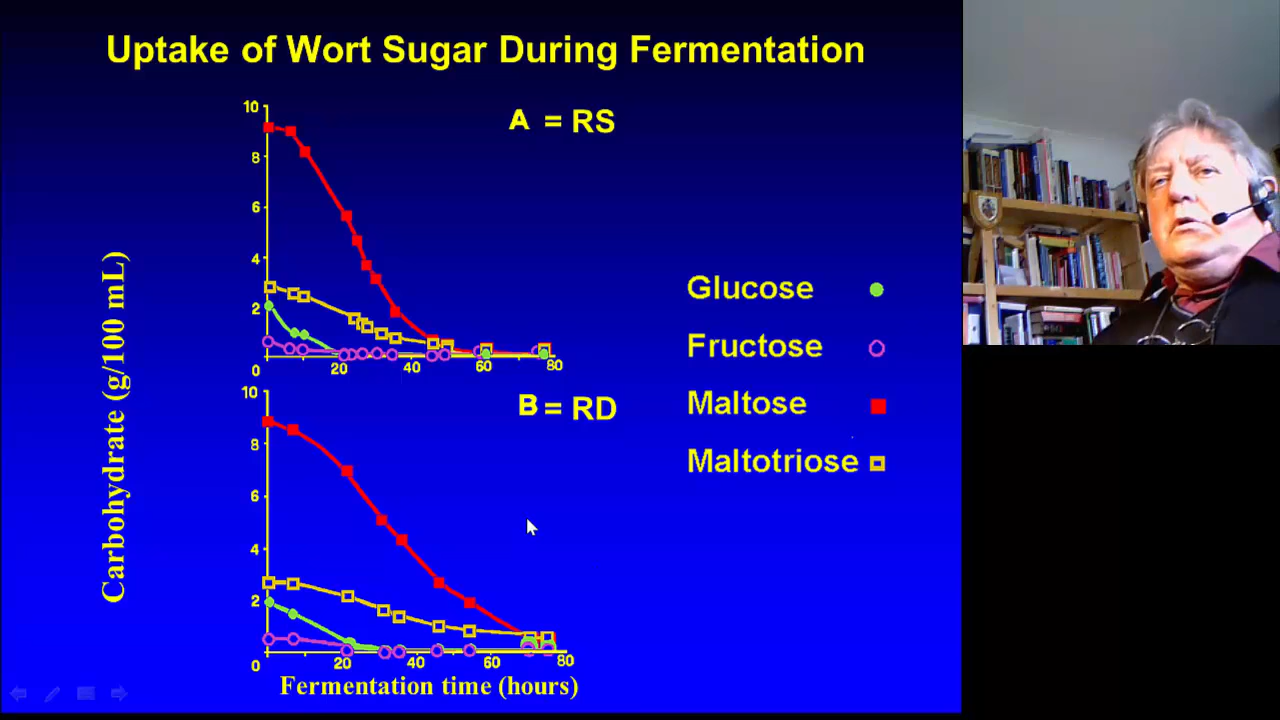 Uptake of Wort Sugar During Fermentation
A = RS
10
8
6
4
2
0
20
40
60
80
B = RD
10
8
6
4
2
0
20
40
60
80
Carbohydrate (g/100 mL)
Fermentation time (hours)
Glucose
Fructose
Maltose
Maltotriose